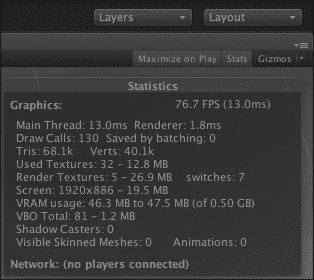 Layers Layout
Maximize on Play Stats Gizmos
Statistics
Graphics: 76.7 FPS (13.0ms)
Main Thread: 13.0ms Renderer: 1.8ms
Draw Calls: 130 Saved by batching: 0
Tris: 68.1k Verts: 40.1k
Used Textures: 32 - 12.8 MB
Render Textures: 5 - 26.9 MB switches: 7
Screen: 1920x886 - 19.5 MB
VRAM usage: 46.3 MB to 47.5 MB (of 0.50 GB)
VBO Total: 81 - 1.2 MB
Shadow Casters: 0
Visible Skinned Meshes: 0 Animations: 0
Network: (no players connected)